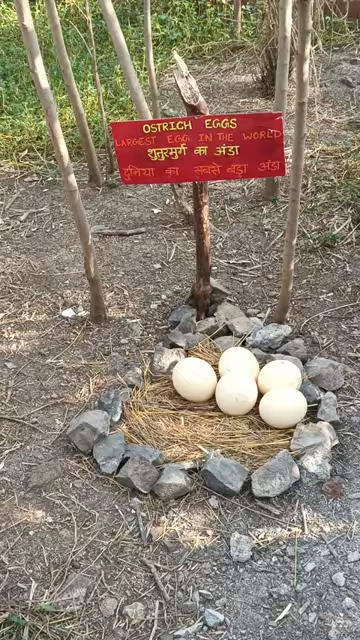 OSTRICH EGGS
LARGEST EGG IN THE WORLD
शुतुरमुर्ग का अंडा
दुनिया का सबसे बड़ा अंडा